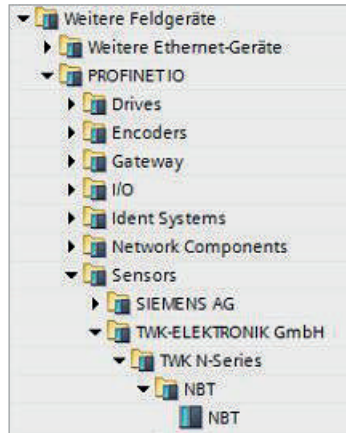 Weitere Feldgeräte
Weitere Ethernet-Geräte
PROFINET IO
Drives
Encoders
Gateway
I/O
Ident Systems
Network Components
Sensors
SIEMENS AG
TWK-ELEKTRONIK GmbH
TWK N-Series
NBT
NBT